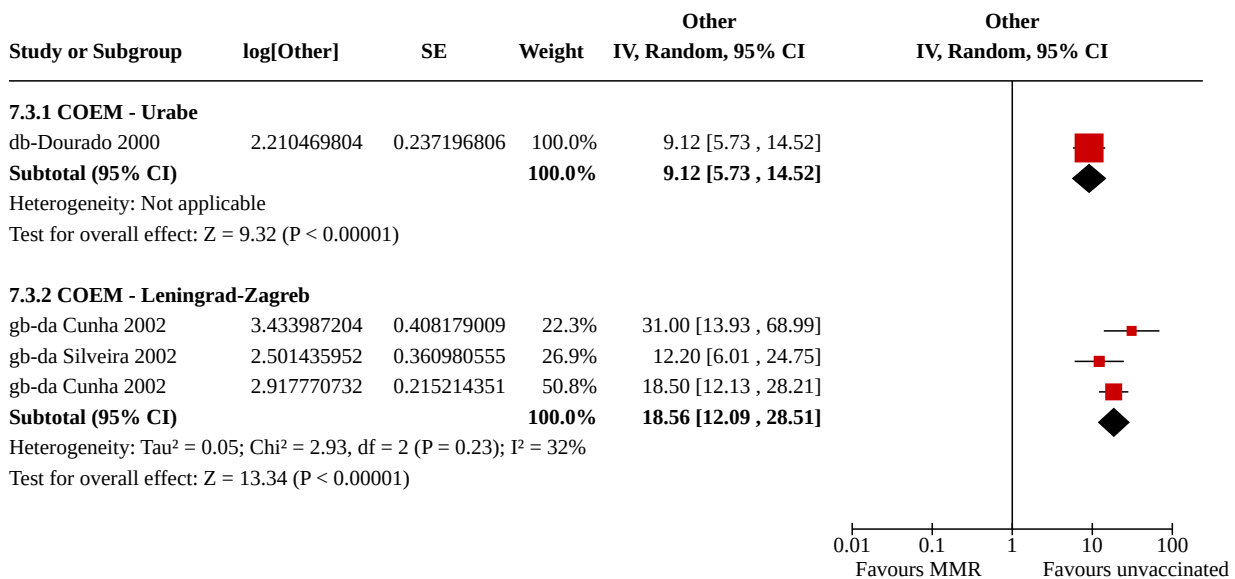 Other Other
Study or Subgroup log[Other] SE Weight IV, Random, 95% CI IV, Random, 95% CI
7.3.1 COEM - Urabe
db-Dourado 2000 2.210469804 0.237196806 100.0% 9.12 [5.73 , 14.52]
Subtotal (95% CI) 100.0% 9.12 [5.73 , 14.52]
Heterogeneity: Not applicable
Test for overall effect: Z = 9.32 (P < 0.00001)
7.3.2 COEM - Leningrad-Zagreb
gb-da Cunha 2002 3.433987204 0.408179009 22.3% 31.00 [13.93 , 68.99]
gb-da Silveira 2002 2.501435952 0.360980555 26.9% 12.20 [6.01 , 24.75]
gb-da Cunha 2002 2.917770732 0.215214351 50.8% 18.50 [12.13 , 28.21]
Subtotal (95% CI) 100.0% 18.56 [12.09 , 28.51]
Heterogeneity: Tau² = 0.05; Chi² = 2.93, df = 2 (P = 0.23); I² = 32%
Test for overall effect: Z = 13.34 (P < 0.00001)
0.01 0.1 1 10 100
Favours MMR Favours unvaccinated